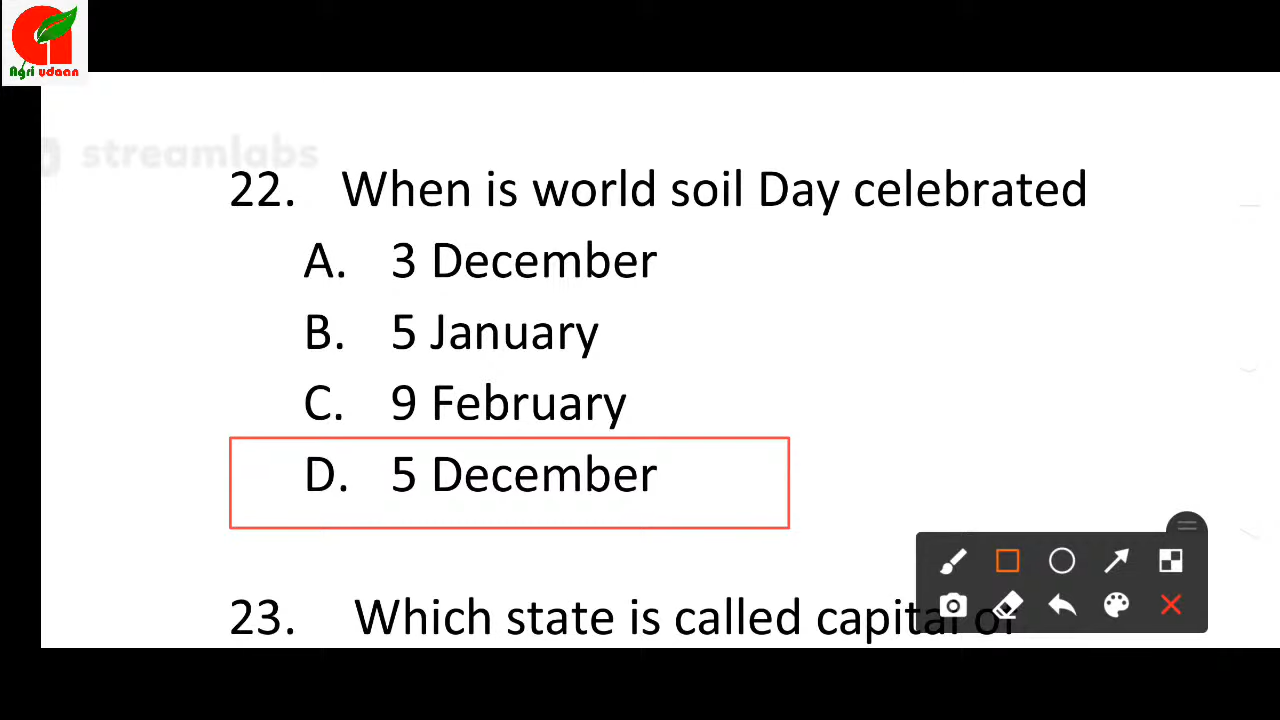 Agri udaan
streamlabs
22. When is world soil Day celebrated
A. 3 December
B. 5 January
C. 9 February
D. 5 December
23. Which state is called capital of